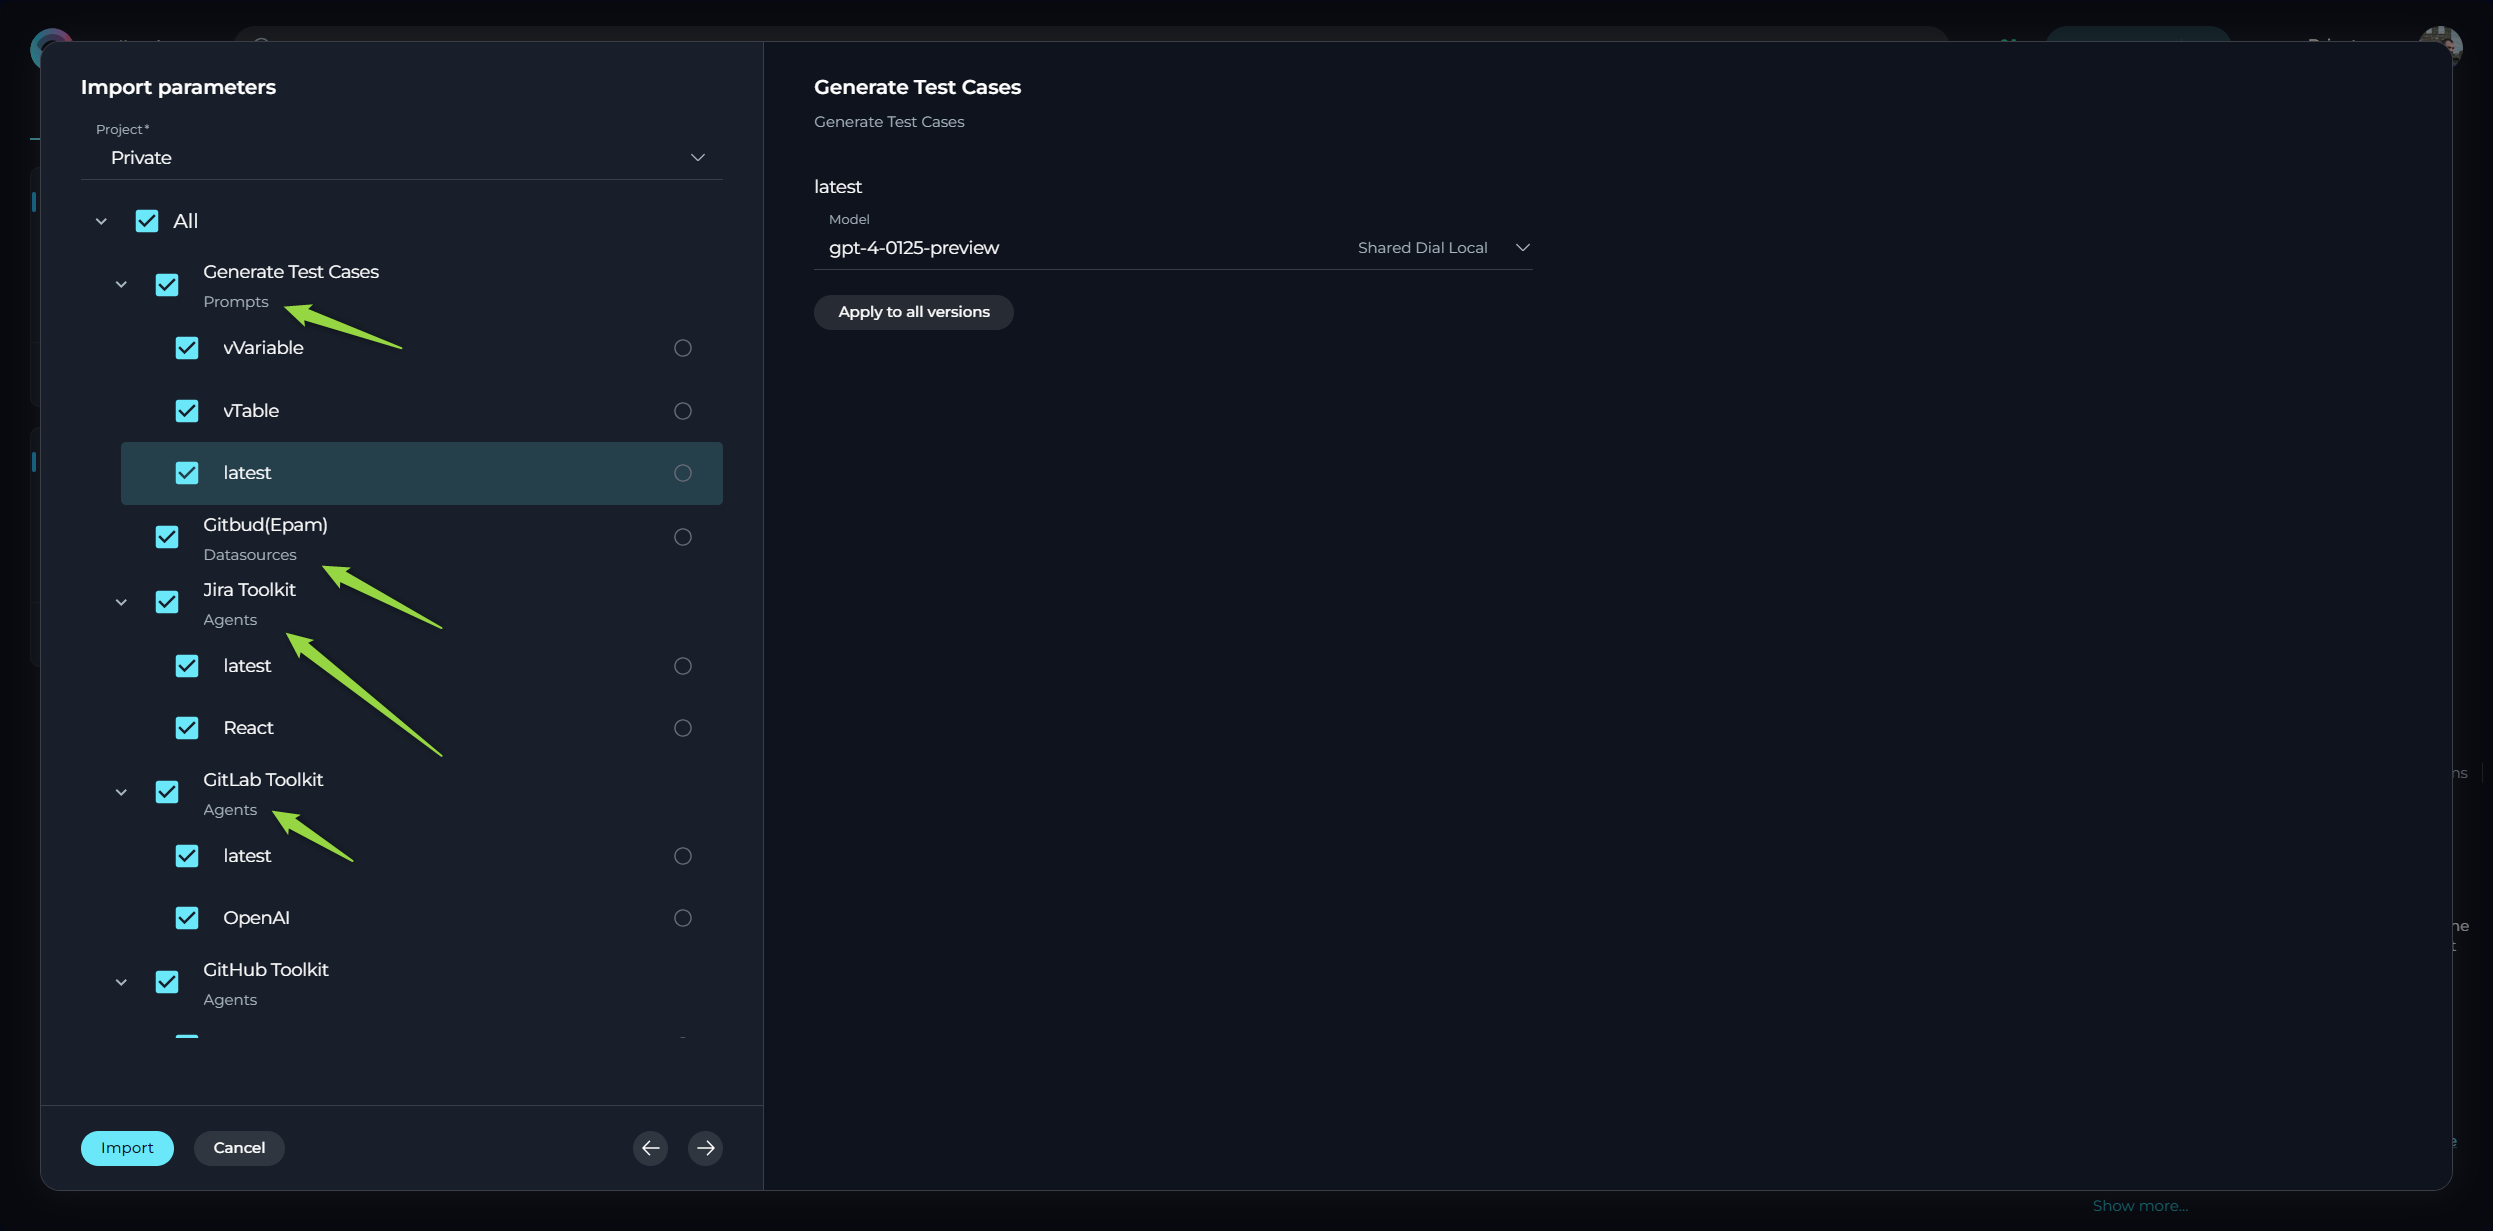 Import parameters
Project*
Private
All
Generate Test Cases
Prompts
vVariable
vTable
latest
Gitbud(Epam)
Datasources
Jira Toolkit
Agents
latest
React
GitLab Toolkit
Agents
latest
OpenAI
GitHub Toolkit
Agents
Import
Cancel
Generate Test Cases
Generate Test Cases
latest
Model
gpt-4-0125-preview
Shared Dial Local
Apply to all versions
Show more...